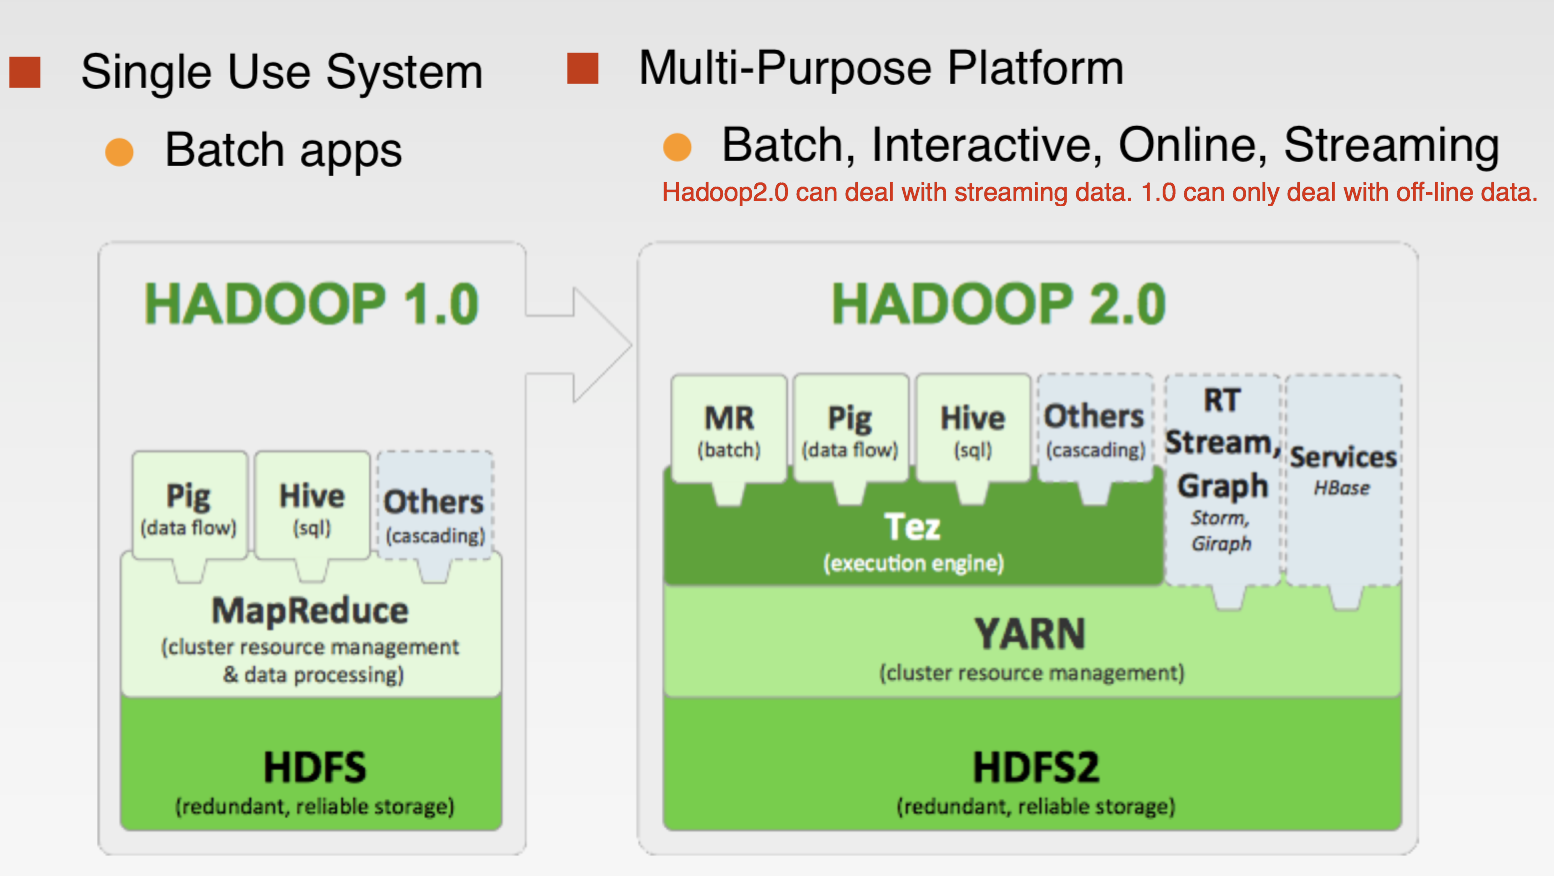 Single Use System
Batch apps
Multi-Purpose Platform
Batch, Interactive, Online, Streaming
Hadoop2.0 can deal with streaming data. 1.0 can only deal with off-line data.
HADOOP 1.0
Pig
(data flow)
Hive
(sql)
Others
(cascading)
MapReduce
(cluster resource management
& data processing)
HDFS
(redundant, reliable storage)
HADOOP 2.0
MR
(batch)
Pig
(data flow)
Hive
(sql)
Others
(cascading)
RT
Stream,
Graph
Storm,
Giraph
Services
HBase
Tez
(execution engine)
YARN
(cluster resource management)
HDFS2
(redundant, reliable storage)